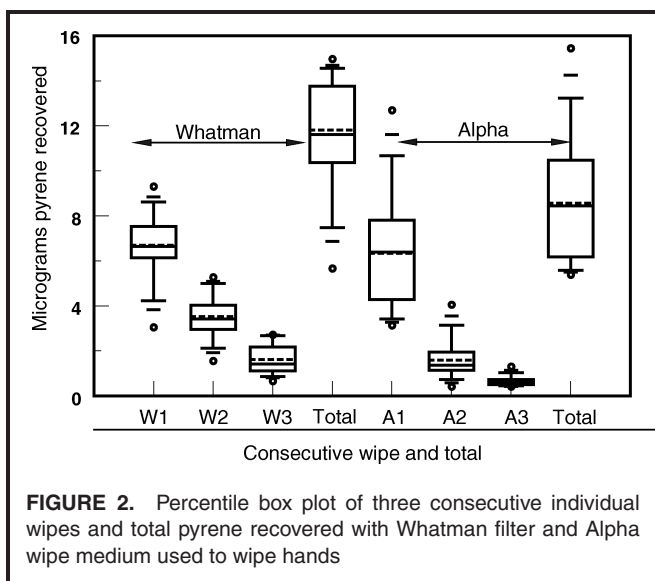 16
12
8
4
0
Micrograms pyrene recovered
Whatman
Alpha
W1 W2 W3 Total A1 A2 A3 Total
Consecutive wipe and total
FIGURE 2. Percentile box plot of three consecutive individual
wipes and total pyrene recovered with Whatman filter and Alpha
wipe medium used to wipe hands